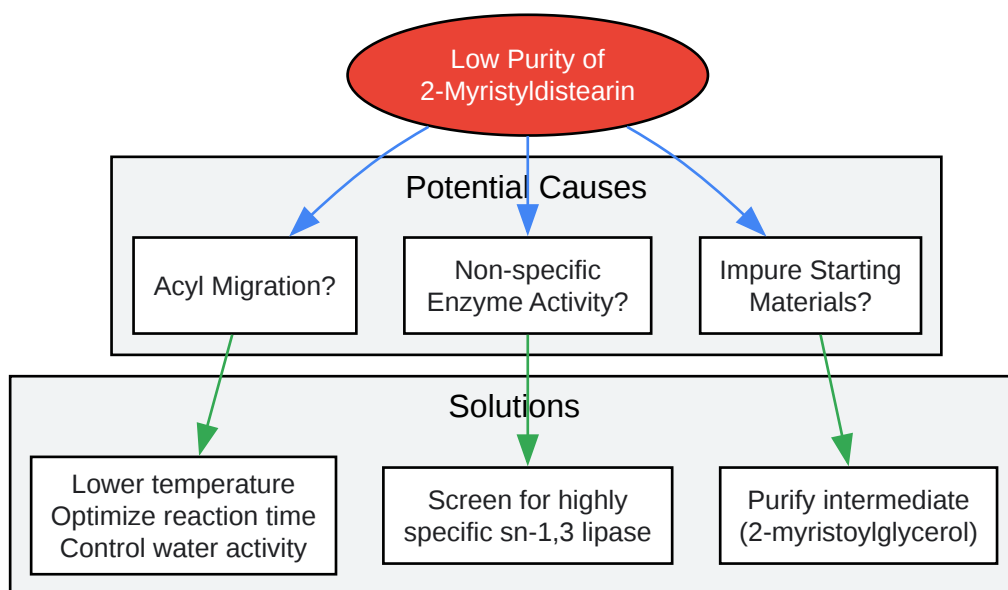 Low Purity of
2-Myristyldistearin
Potential Causes
Acyl Migration?
Non-specific
Enzyme Activity?
Impure Starting
Materials?
Solutions
Lower temperature
Optimize reaction time
Control water activity
Screen for highly
specific sn-1,3 lipase
Purify intermediate
(2-myristoylglycerol)